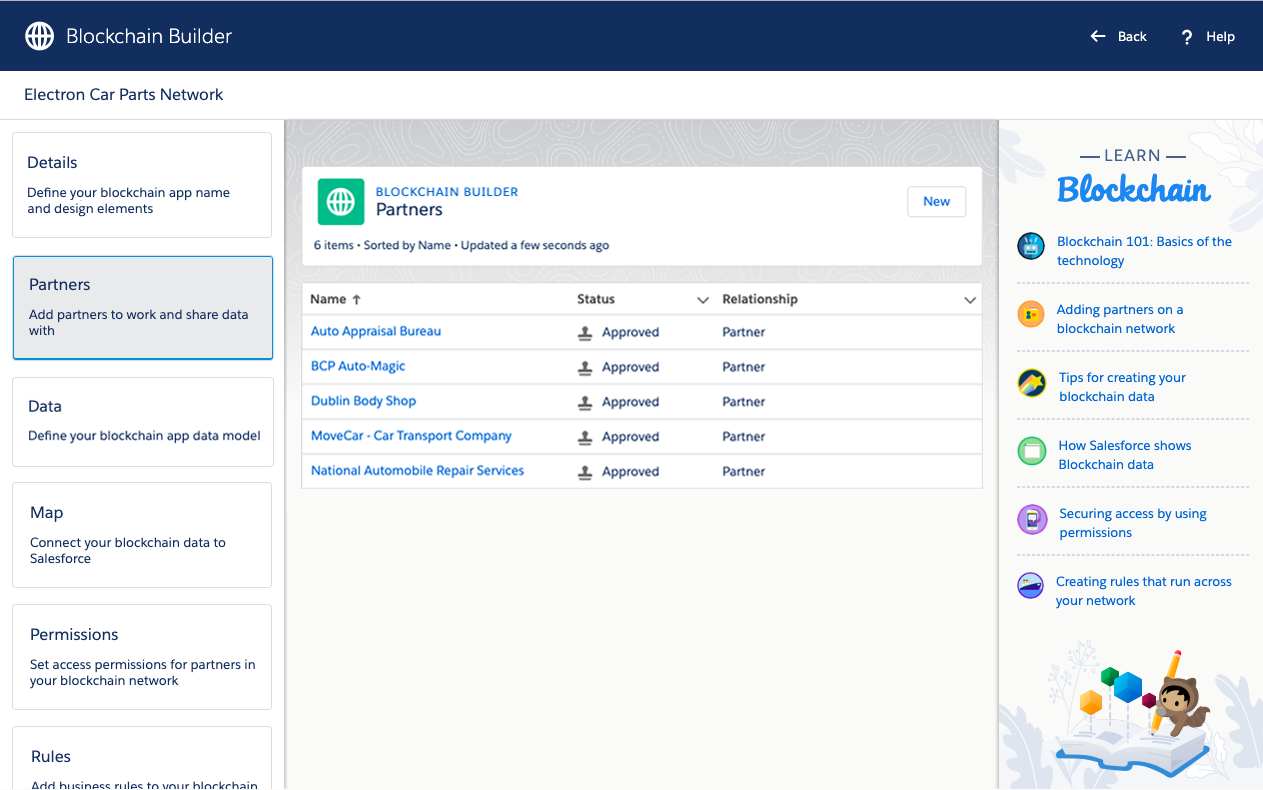 Blockchain Builder
Back
Help
Electron Car Parts Network
Details
Define your blockchain app name
and design elements
Partners
Add partners to work and share data
with
Data
Define your blockchain app data model
Map
Connect your blockchain data to
Salesforce
Permissions
Set access permissions for partners in
your blockchain network
Rules
Add business rules to your blockchain
BLOCKCHAIN BUILDER
Partners
New
6 items • Sorted by Name • Updated a few seconds ago
Name ↑ Status Relationship
Auto Appraisal Bureau Approved Partner
BCP Auto-Magic Approved Partner
Dublin Body Shop Approved Partner
MoveCar - Car Transport Company Approved Partner
National Automobile Repair Services Approved Partner
LEARN
Blockchain
Blockchain 101: Basics of the
technology
Adding partners on a
blockchain network
Tips for creating your
blockchain data
How Salesforce shows
Blockchain data
Securing access by using
permissions
Creating rules that run across
your network